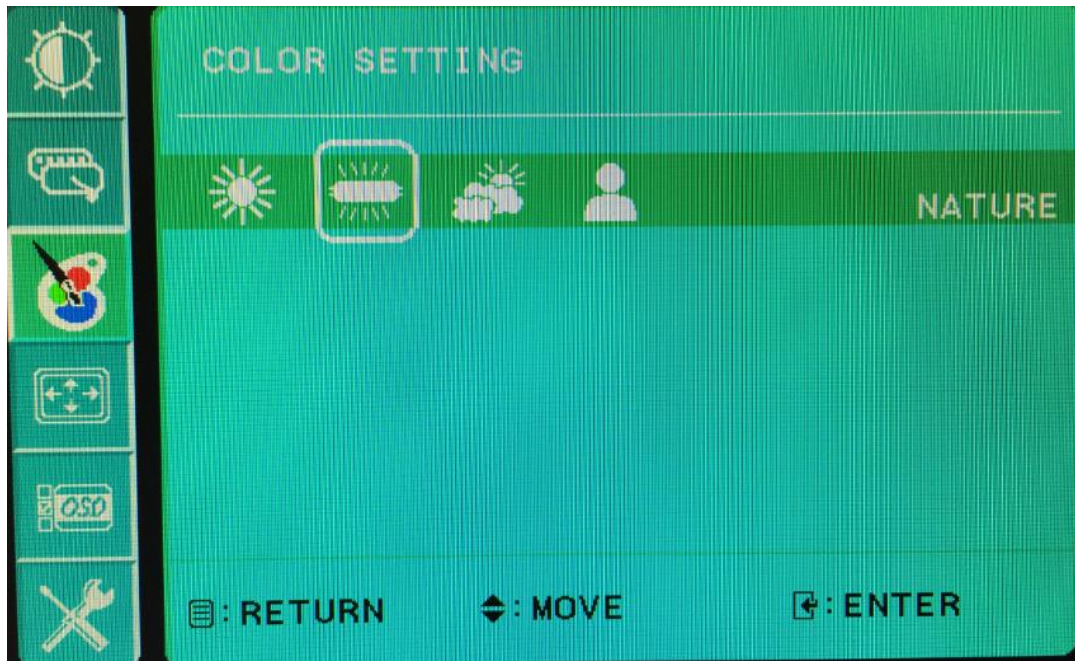 COLOR SETTING
NATURE
OSD
: RETURN
: MOVE
: ENTER